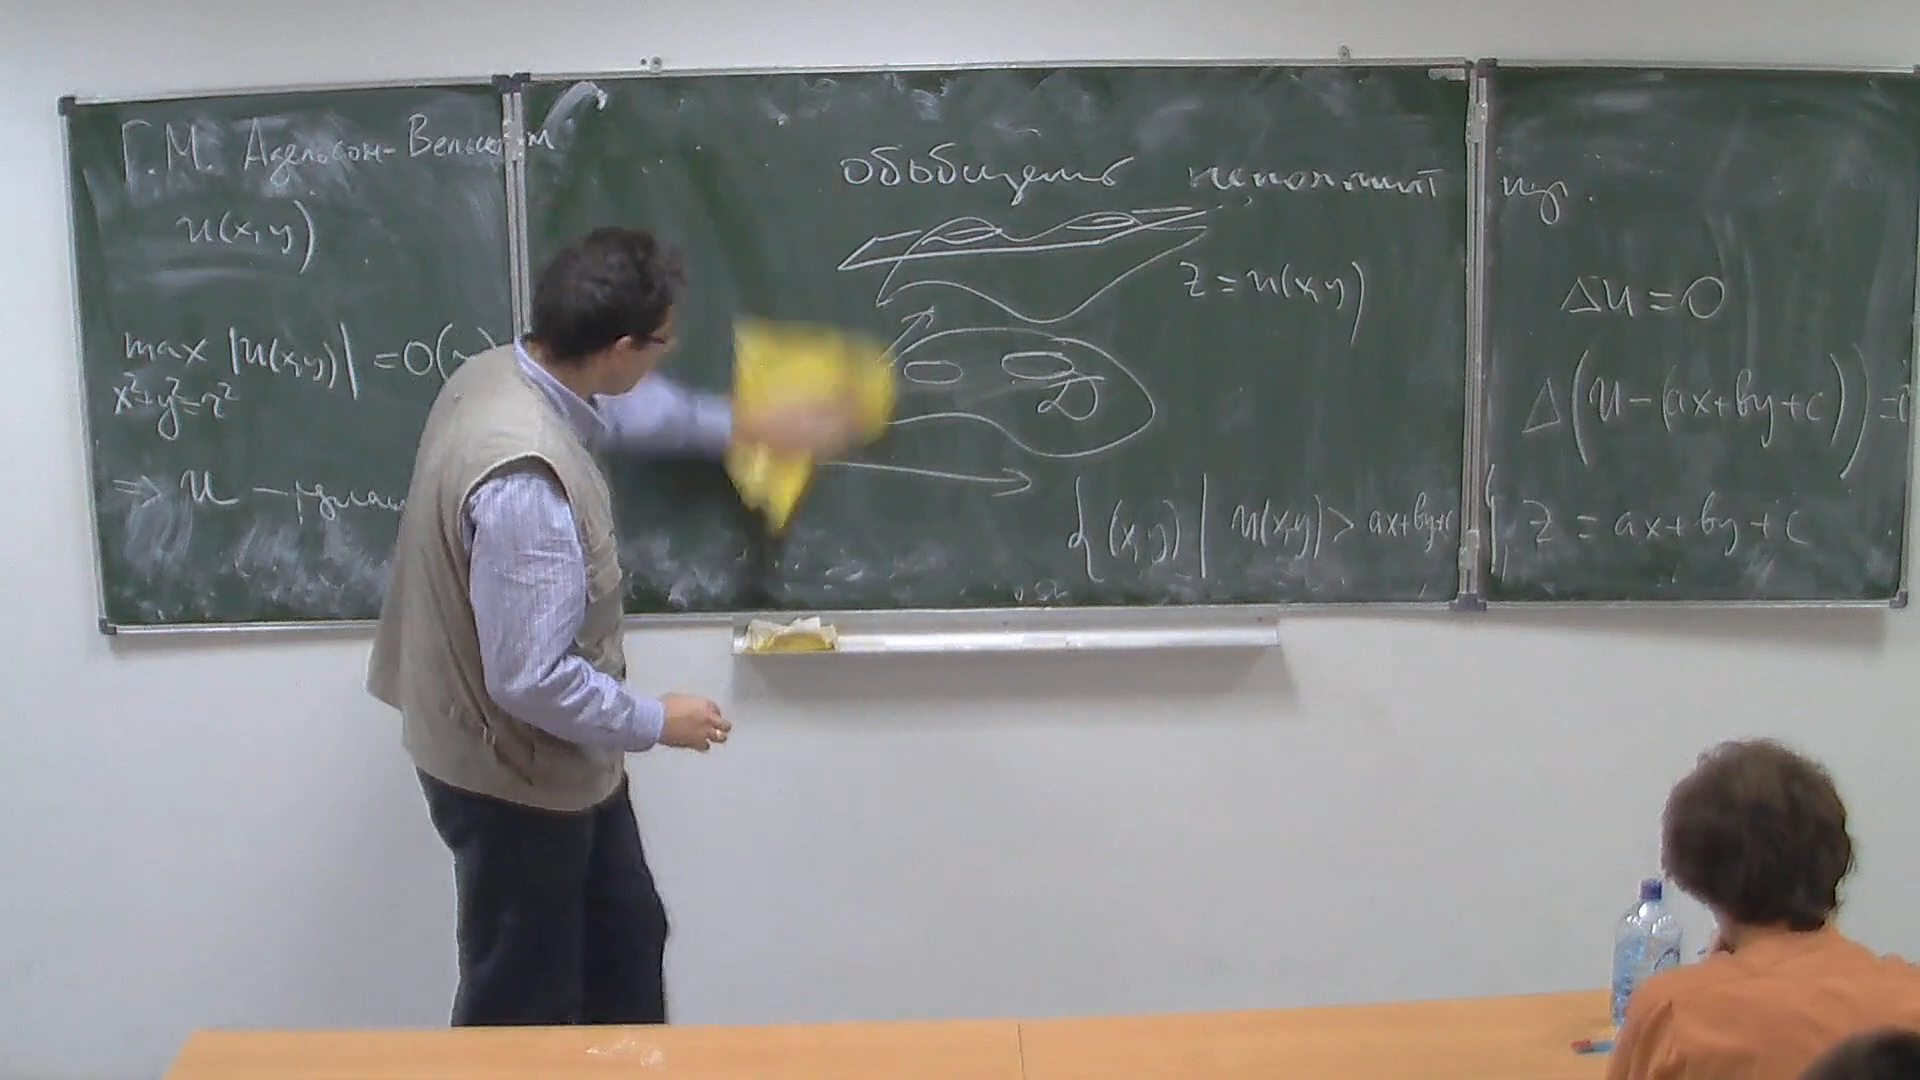 Г.М. Адельсон-Вельский
u(x,y)
max |u(x,y)| = o(
x²+y²=r²
⇒ u –
z = u(x,y)
D
{(x,y) | u(x,y) > ax+by+c}
Δu = 0
Δ(u-(ax+by+c)) =
z = ax+by+c